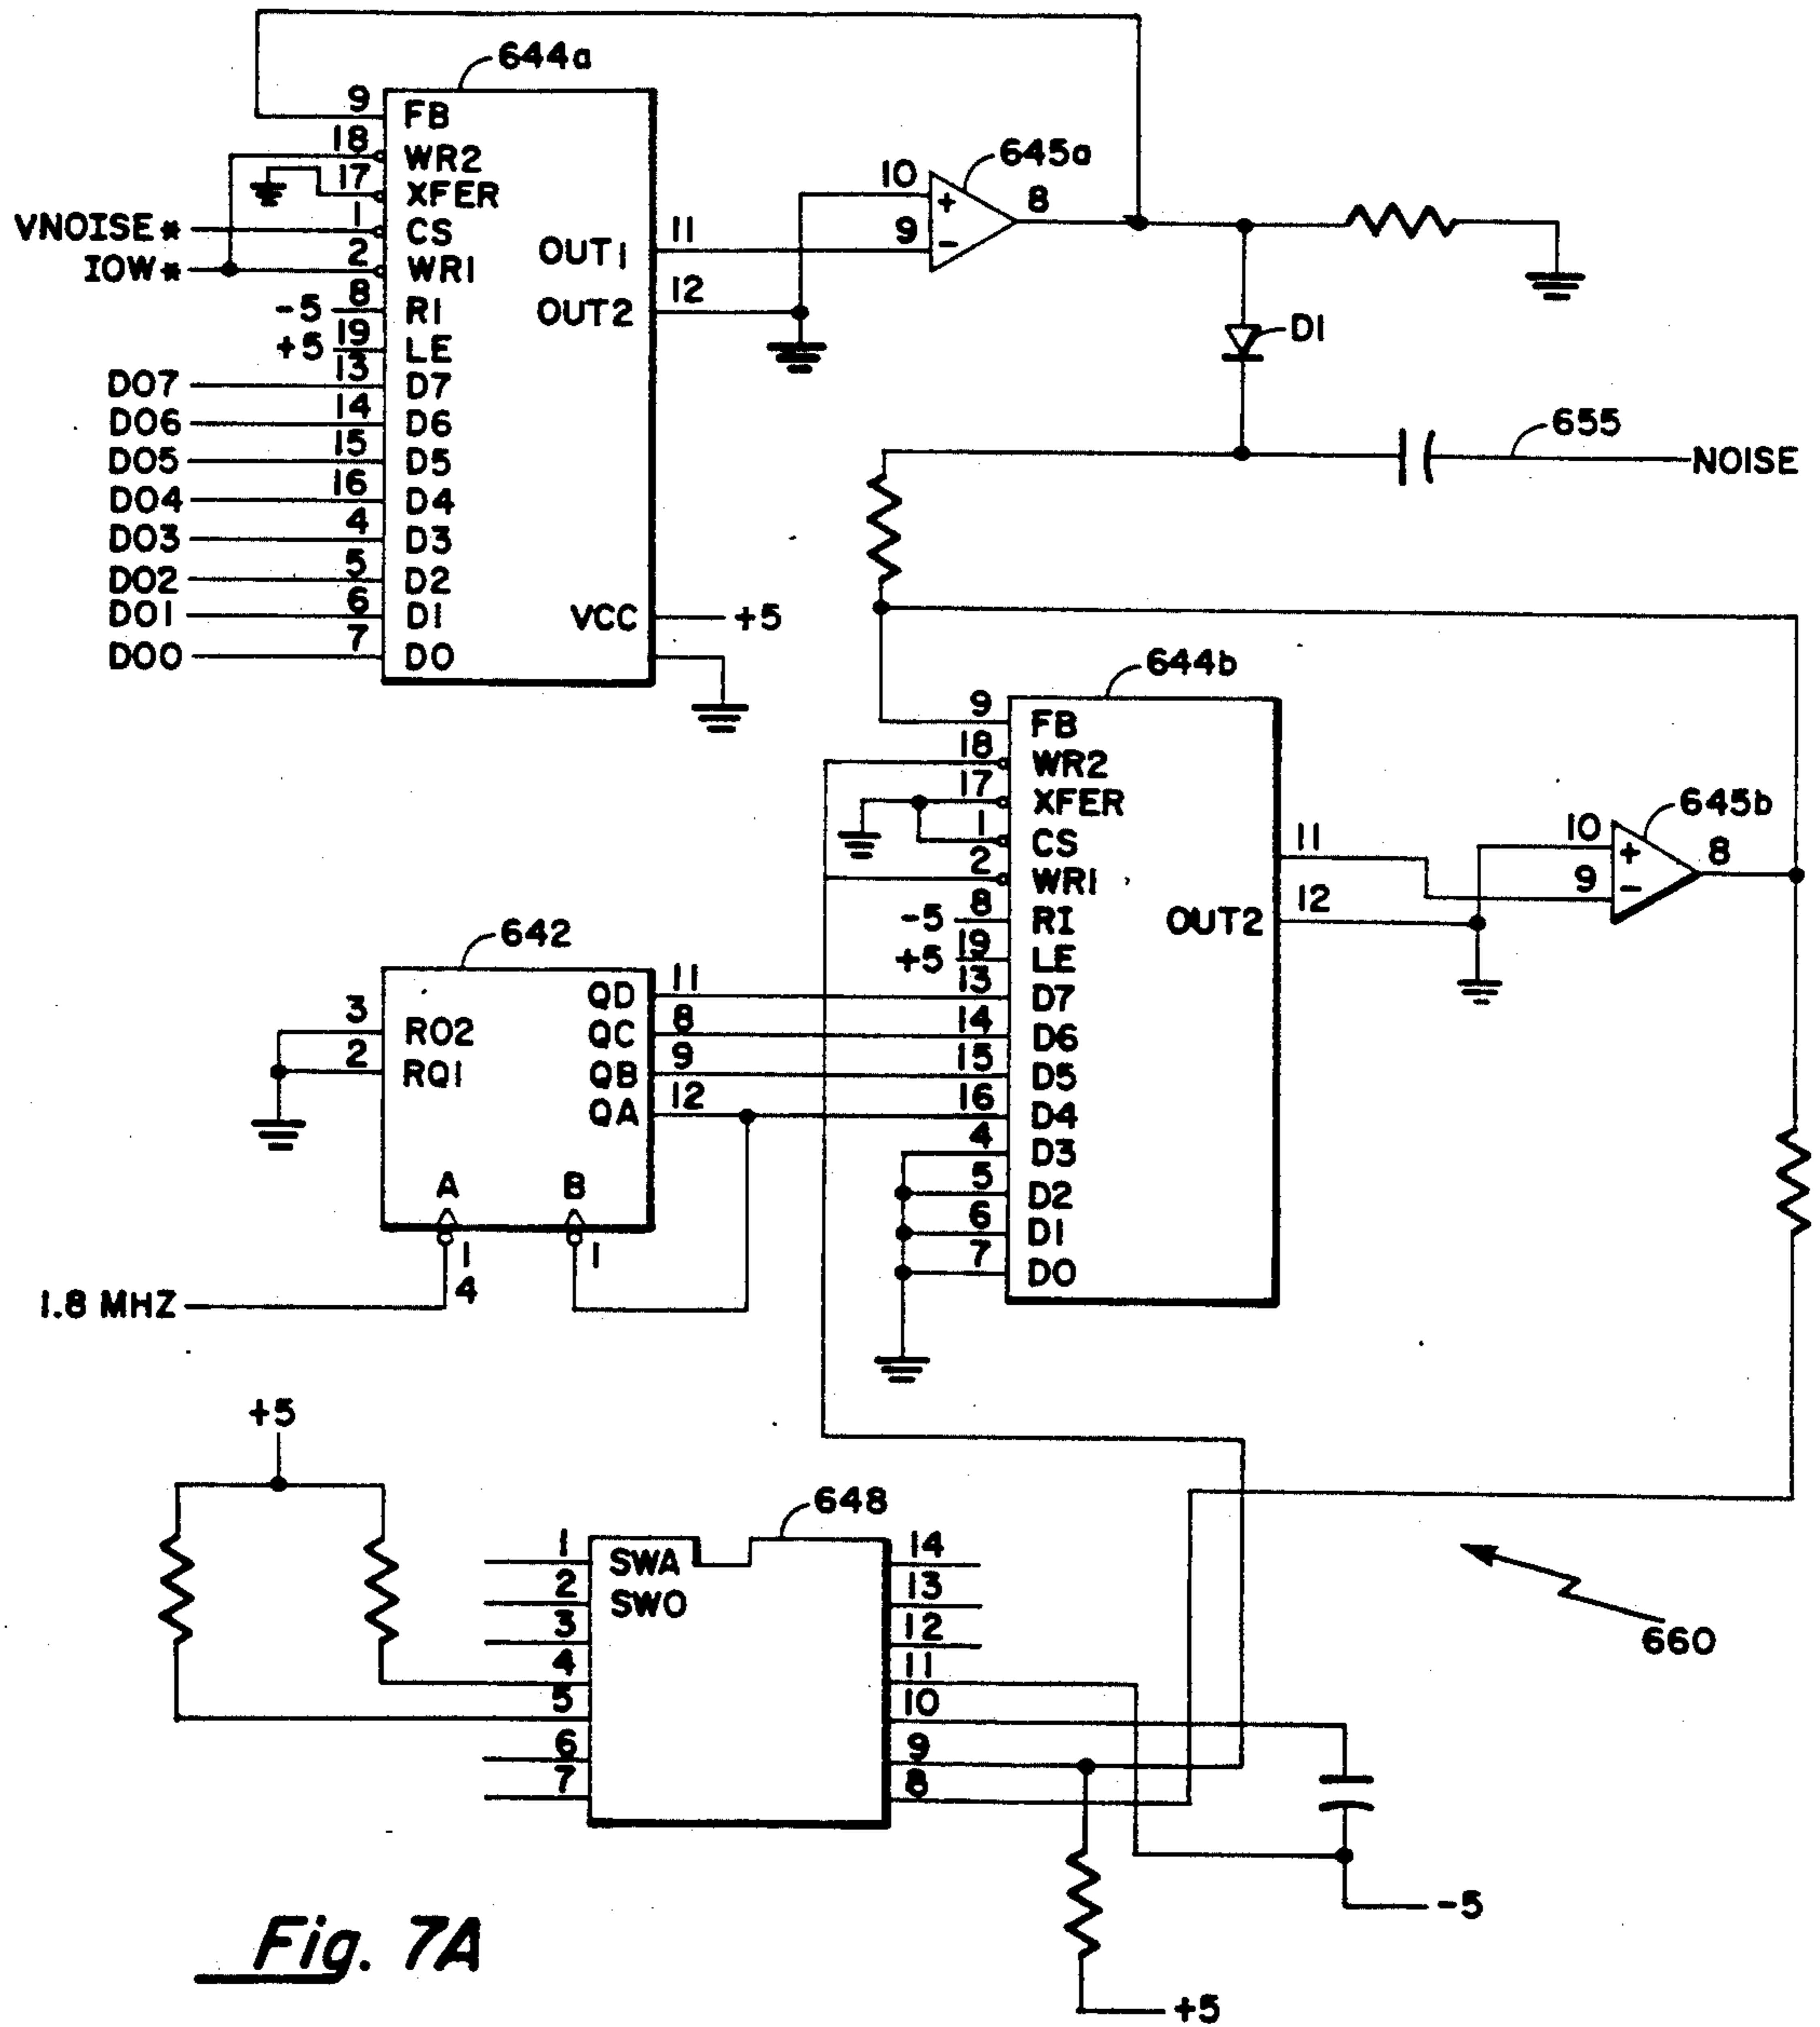 644a
9 FB
18 WR2
17 XFER
VNOISE* 1 CS
IOW* 2 WR1
-5 8 RI
+5 19 LE
DO7 13 D7
DO6 14 D6
DO5 15 D5
DO4 16 D4
DO3 4 D3
DO2 5 D2
DO1 6 D1
DO0 7 D0
OUT1 11
OUT2 12
VCC +5
645a
10 +
9 -
8
D1
655
NOISE
644b
9 FB
18 WR2
17 XFER
1 CS
2 WR1
-5 8 RI
+5 19 LE
13 D7
14 D6
15 D5
16 D4
4 D3
5 D2
6 D1
7 D0
11
OUT2 12
645b
10 +
9 -
8
642
3 RO2
2 RQ1
QD 11
QC 8
QB 9
QA 12
A B
1 1
4
1.8 MHZ
+5
648
1 SWA 14
2 SWO 13
3 12
4 11
5 10
6 9
7 8
660
-5
+5
Fig. 7A